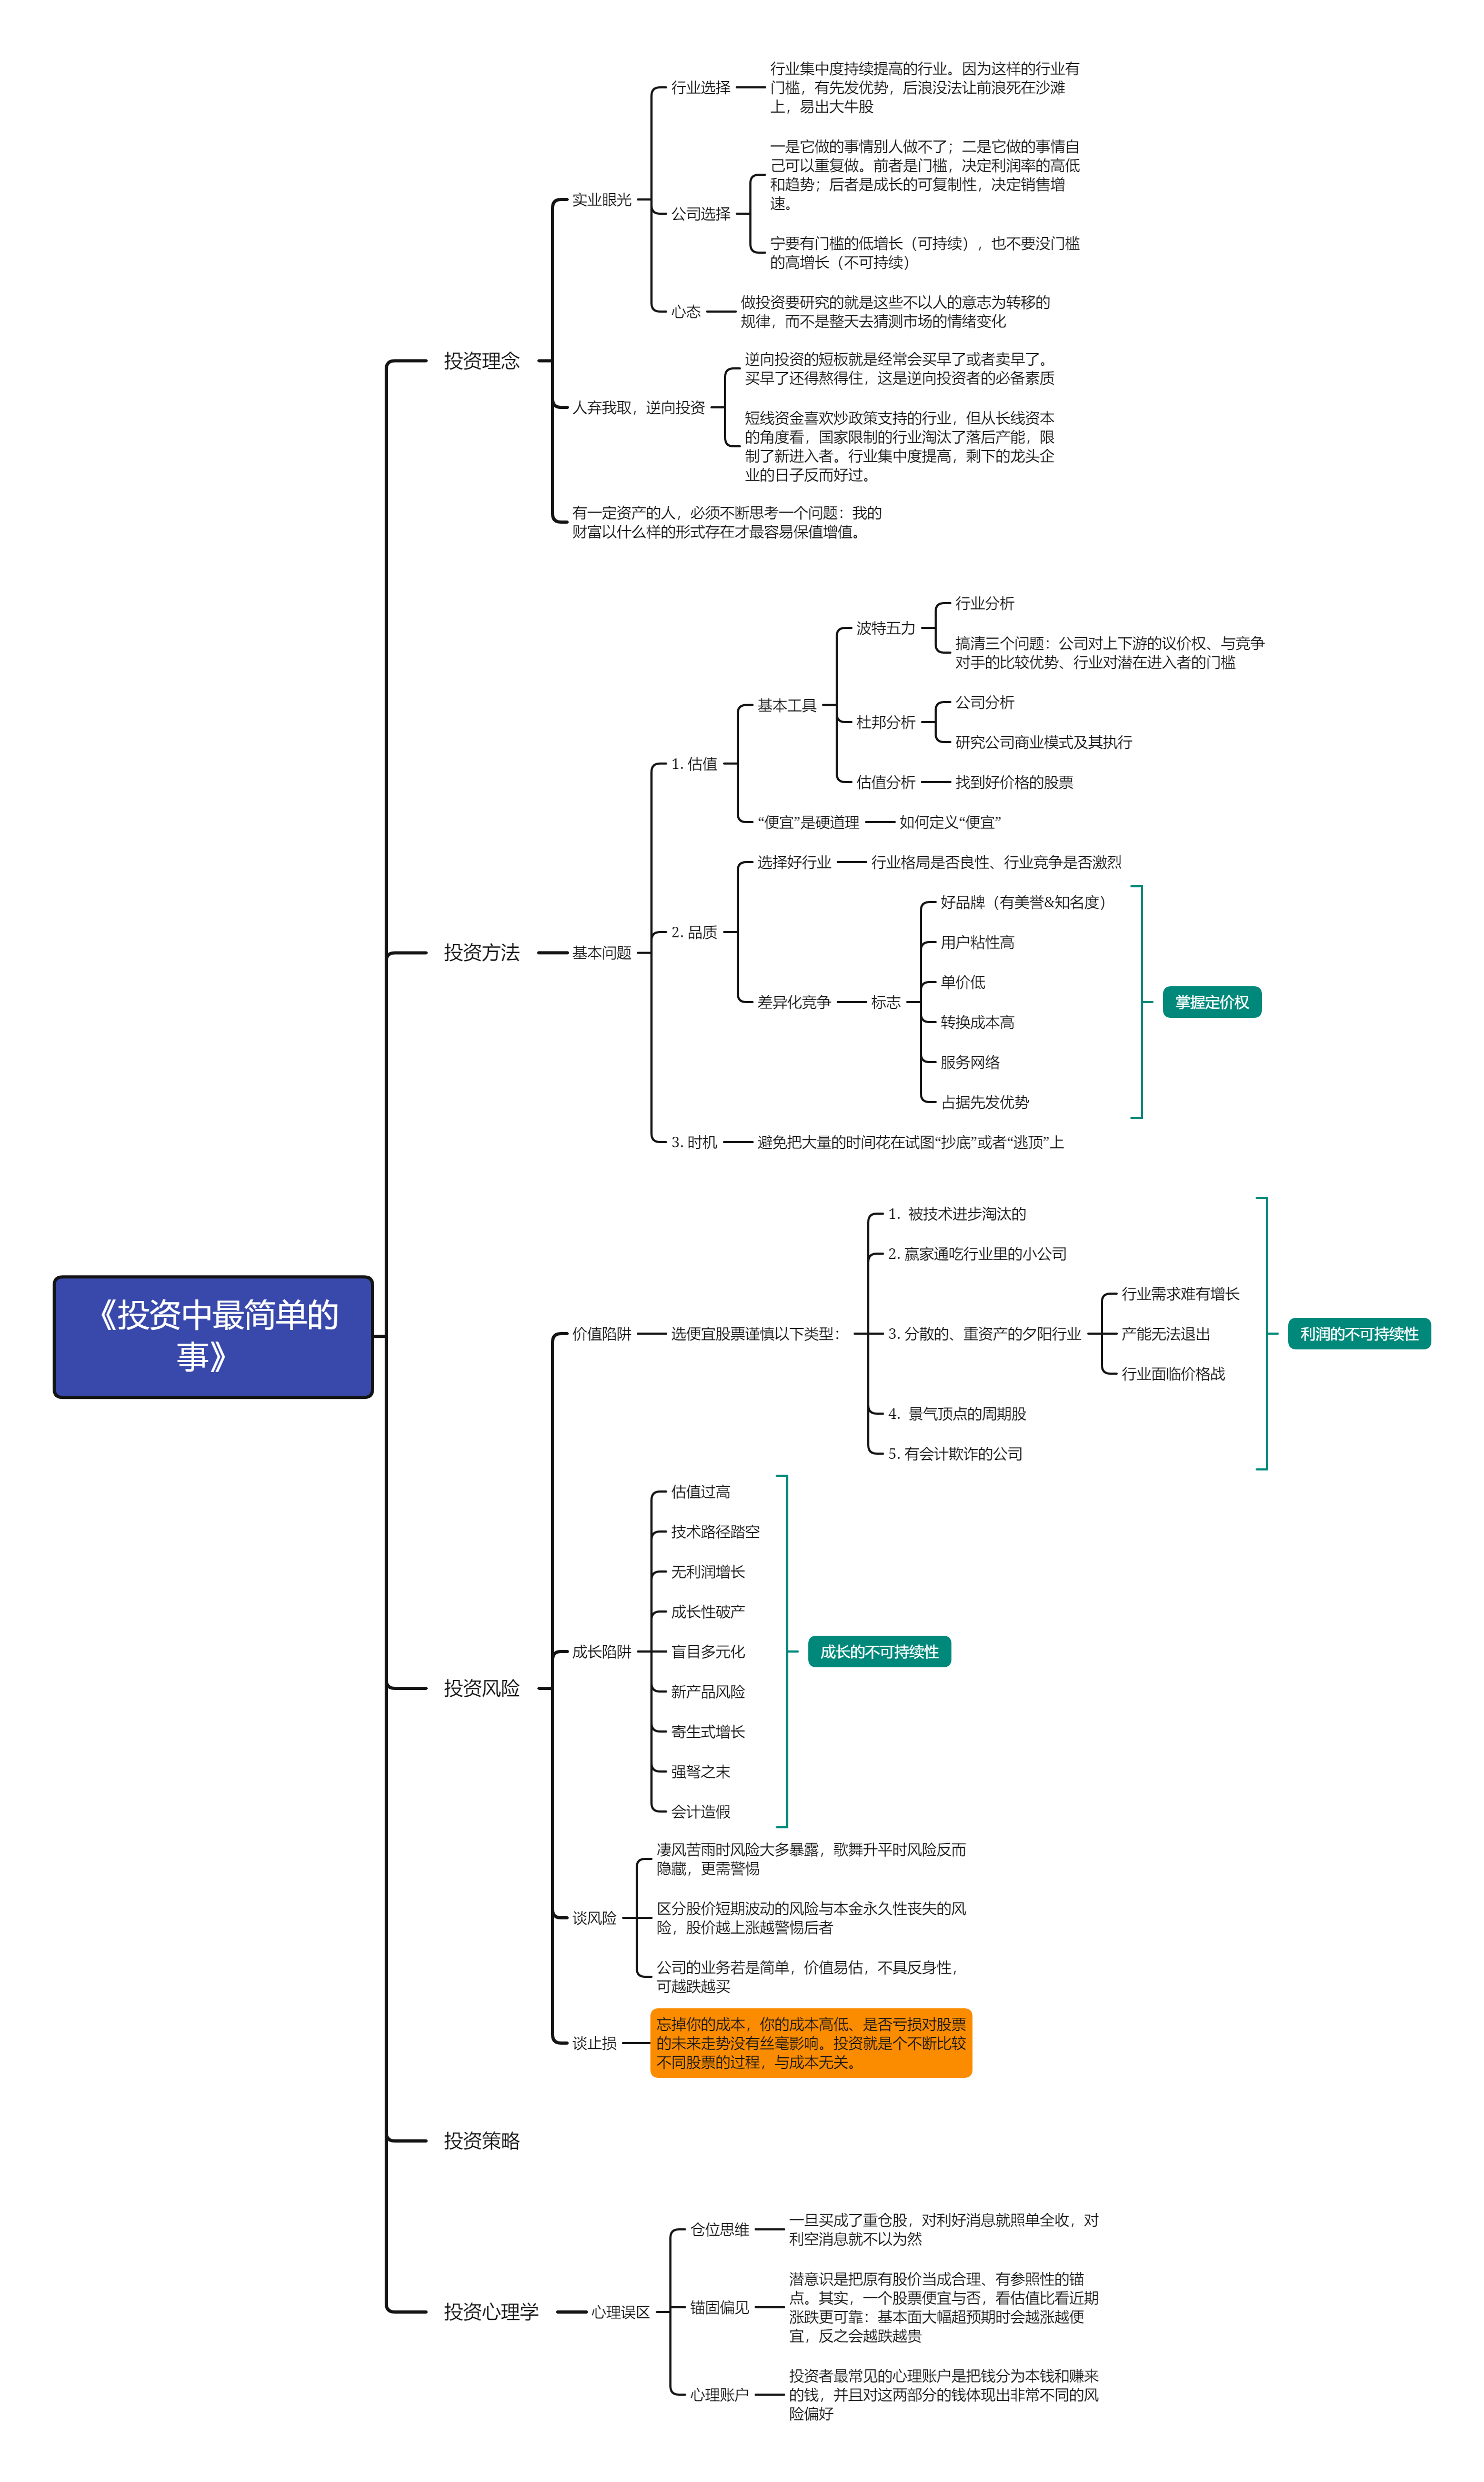 《投资中最简单的
事》
投资理念
实业眼光
行业选择
行业集中度持续提高的行业。因为这样的行业有
门槛，有先发优势，后浪没法让前浪死在沙滩
上，易出大牛股
公司选择
一是它做的事情别人做不了；二是它做的事情自
己可以重复做。前者是门槛，决定利润率的高低
和趋势；后者是成长的可复制性，决定销售增
速。
宁要有门槛的低增长（可持续），也不要没门槛
的高增长（不可持续）
心态
做投资要研究的就是这些不以人的意志为转移的
规律，而不是整天去猜测市场的情绪变化
人弃我取，逆向投资
逆向投资的短板就是经常会买早了或者卖早了。
买早了还得熬得住，这是逆向投资者的必备素质
短线资金喜欢炒政策支持的行业，但从长线资本
的角度看，国家限制的行业淘汰了落后产能，限
制了新进入者。行业集中度提高，剩下的龙头企
业的日子反而好过。
有一定资产的人，必须不断思考一个问题：我的
财富以什么样的形式存在才最容易保值增值。
投资方法
基本问题
1. 估值
基本工具
波特五力
行业分析
搞清三个问题：公司对上下游的议价权、与竞争
对手的比较优势、行业对潜在进入者的门槛
杜邦分析
公司分析
研究公司商业模式及其执行
估值分析
找到好价格的股票
“便宜”是硬道理
如何定义“便宜”
2. 品质
选择好行业
行业格局是否良性、行业竞争是否激烈
差异化竞争
标志
好品牌（有美誉&知名度）
用户粘性高
单价低
转换成本高
服务网络
占据先发优势
掌握定价权
3. 时机
避免把大量的时间花在试图“抄底”或者“逃顶”上
投资风险
价值陷阱
选便宜股票谨慎以下类型：
1. 被技术进步淘汰的
2. 赢家通吃行业里的小公司
3. 分散的、重资产的夕阳行业
行业需求难有增长
产能无法退出
行业面临价格战
4. 景气顶点的周期股
5. 有会计欺诈的公司
利润的不可持续性
成长陷阱
估值过高
技术路径踏空
无利润增长
成长性破产
盲目多元化
新产品风险
寄生式增长
强弩之末
会计造假
成长的不可持续性
谈风险
凄风苦雨时风险大多暴露，歌舞升平时风险反而
隐藏，更需警惕
区分股价短期波动的风险与本金永久性丧失的风
险，股价越上涨越警惕后者
公司的业务若是简单，价值易估，不具反身性，
可越跌越买
谈止损
忘掉你的成本，你的成本高低、是否亏损对股票
的未来走势没有丝毫影响。投资就是个不断比较
不同股票的过程，与成本无关。
投资策略
投资心理学
心理误区
仓位思维
一旦买成了重仓股，对利好消息就照单全收，对
利空消息就不以为然
锚固偏见
潜意识是把原有股价当成合理、有参照性的锚
点。其实，一个股票便宜与否，看估值比看近期
涨跌更可靠：基本面大幅超预期时会越涨越便
宜，反之会越跌越贵
心理账户
投资者最常见的心理账户是把钱分为本钱和赚来
的钱，并且对这两部分的钱体现出非常不同的风
险偏好